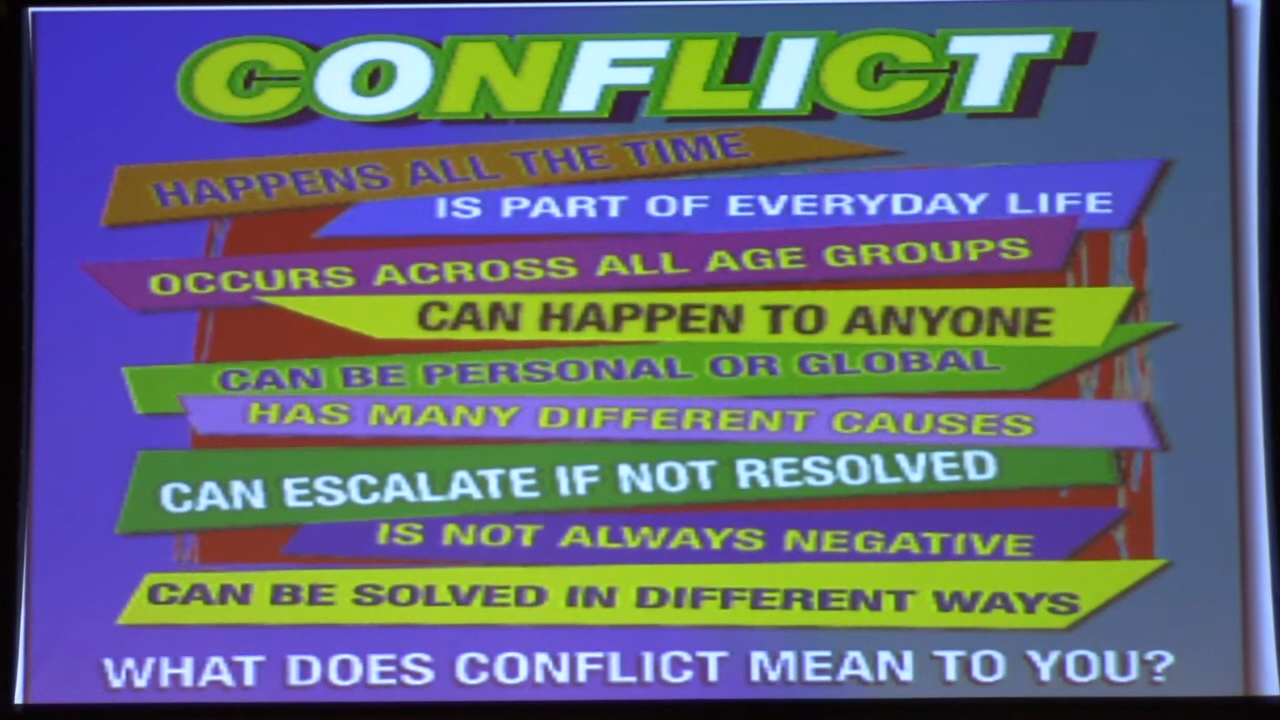 CONFLICT
HAPPENS ALL THE TIME
IS PART OF EVERYDAY LIFE
OCCURS ACROSS ALL AGE GROUPS
CAN HAPPEN TO ANYONE
CAN BE PERSONAL OR GLOBAL
HAS MANY DIFFERENT CAUSES
CAN ESCALATE IF NOT RESOLVED
IS NOT ALWAYS NEGATIVE
CAN BE SOLVED IN DIFFERENT WAYS
WHAT DOES CONFLICT MEAN TO YOU?